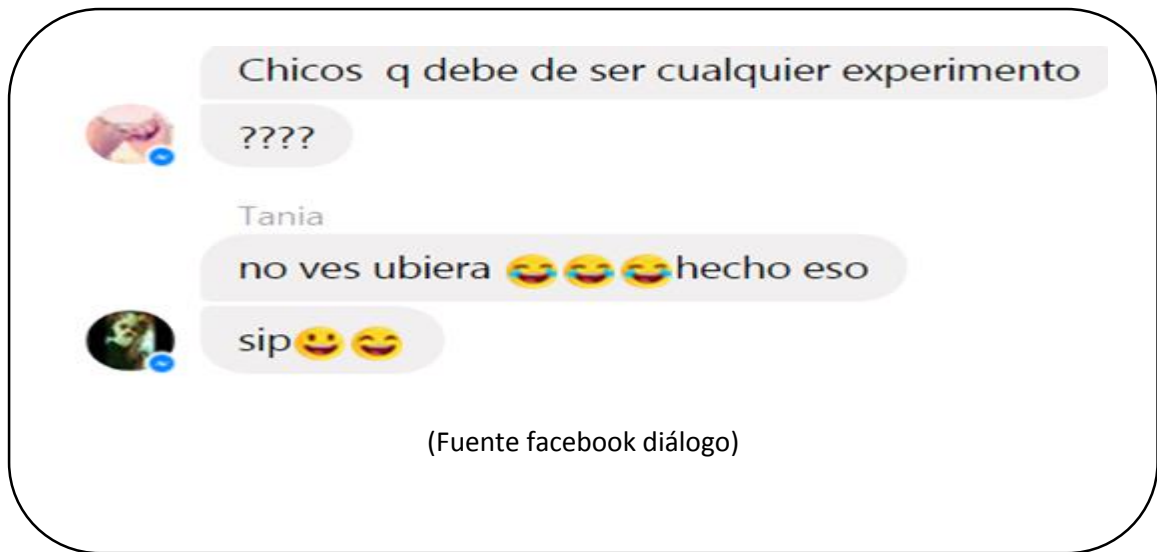 Chicos q debe de ser cualquier experimento
????
Tania
no ves ubiera 😂😂😂hecho eso
sip😀😄
(Fuente facebook diálogo)